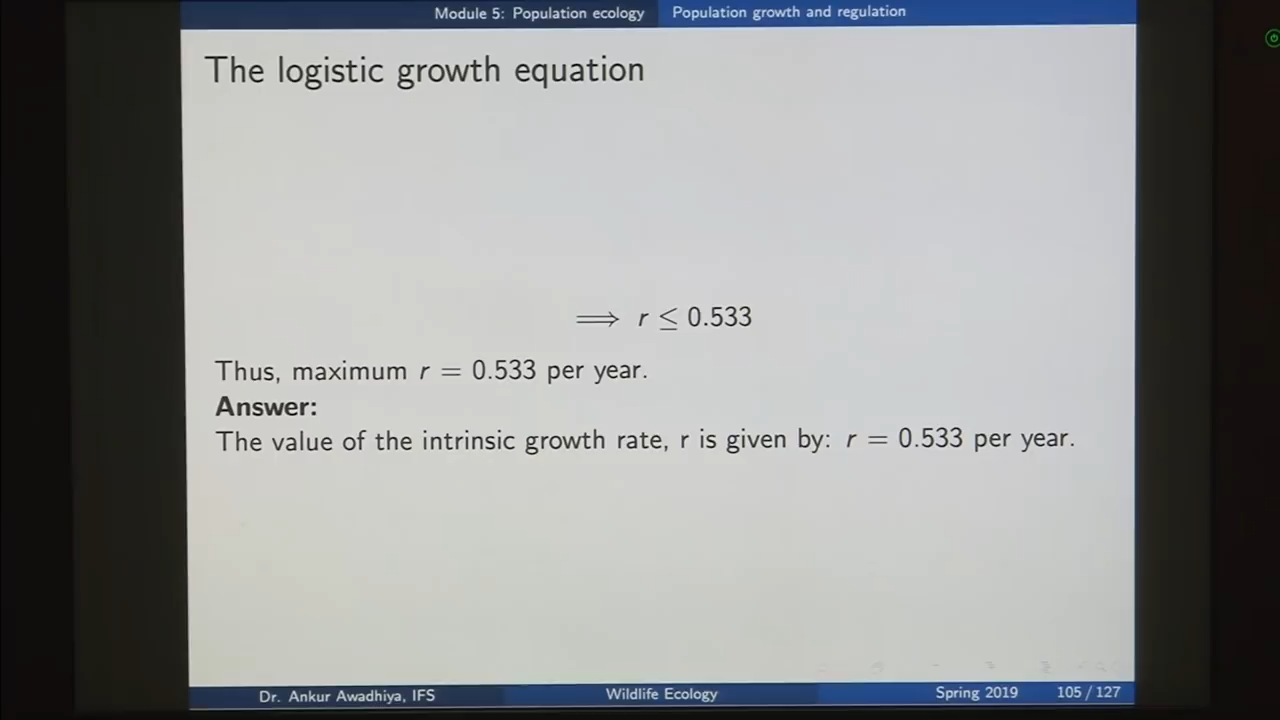 Module 5: Population ecology Population growth and regulation
The logistic growth equation
⟹ r ≤ 0.533
Thus, maximum r = 0.533 per year.
Answer:
The value of the intrinsic growth rate, r is given by: r = 0.533 per year.
Dr. Ankur Awadhiya, IFS Wildlife Ecology Spring 2019 105 / 127